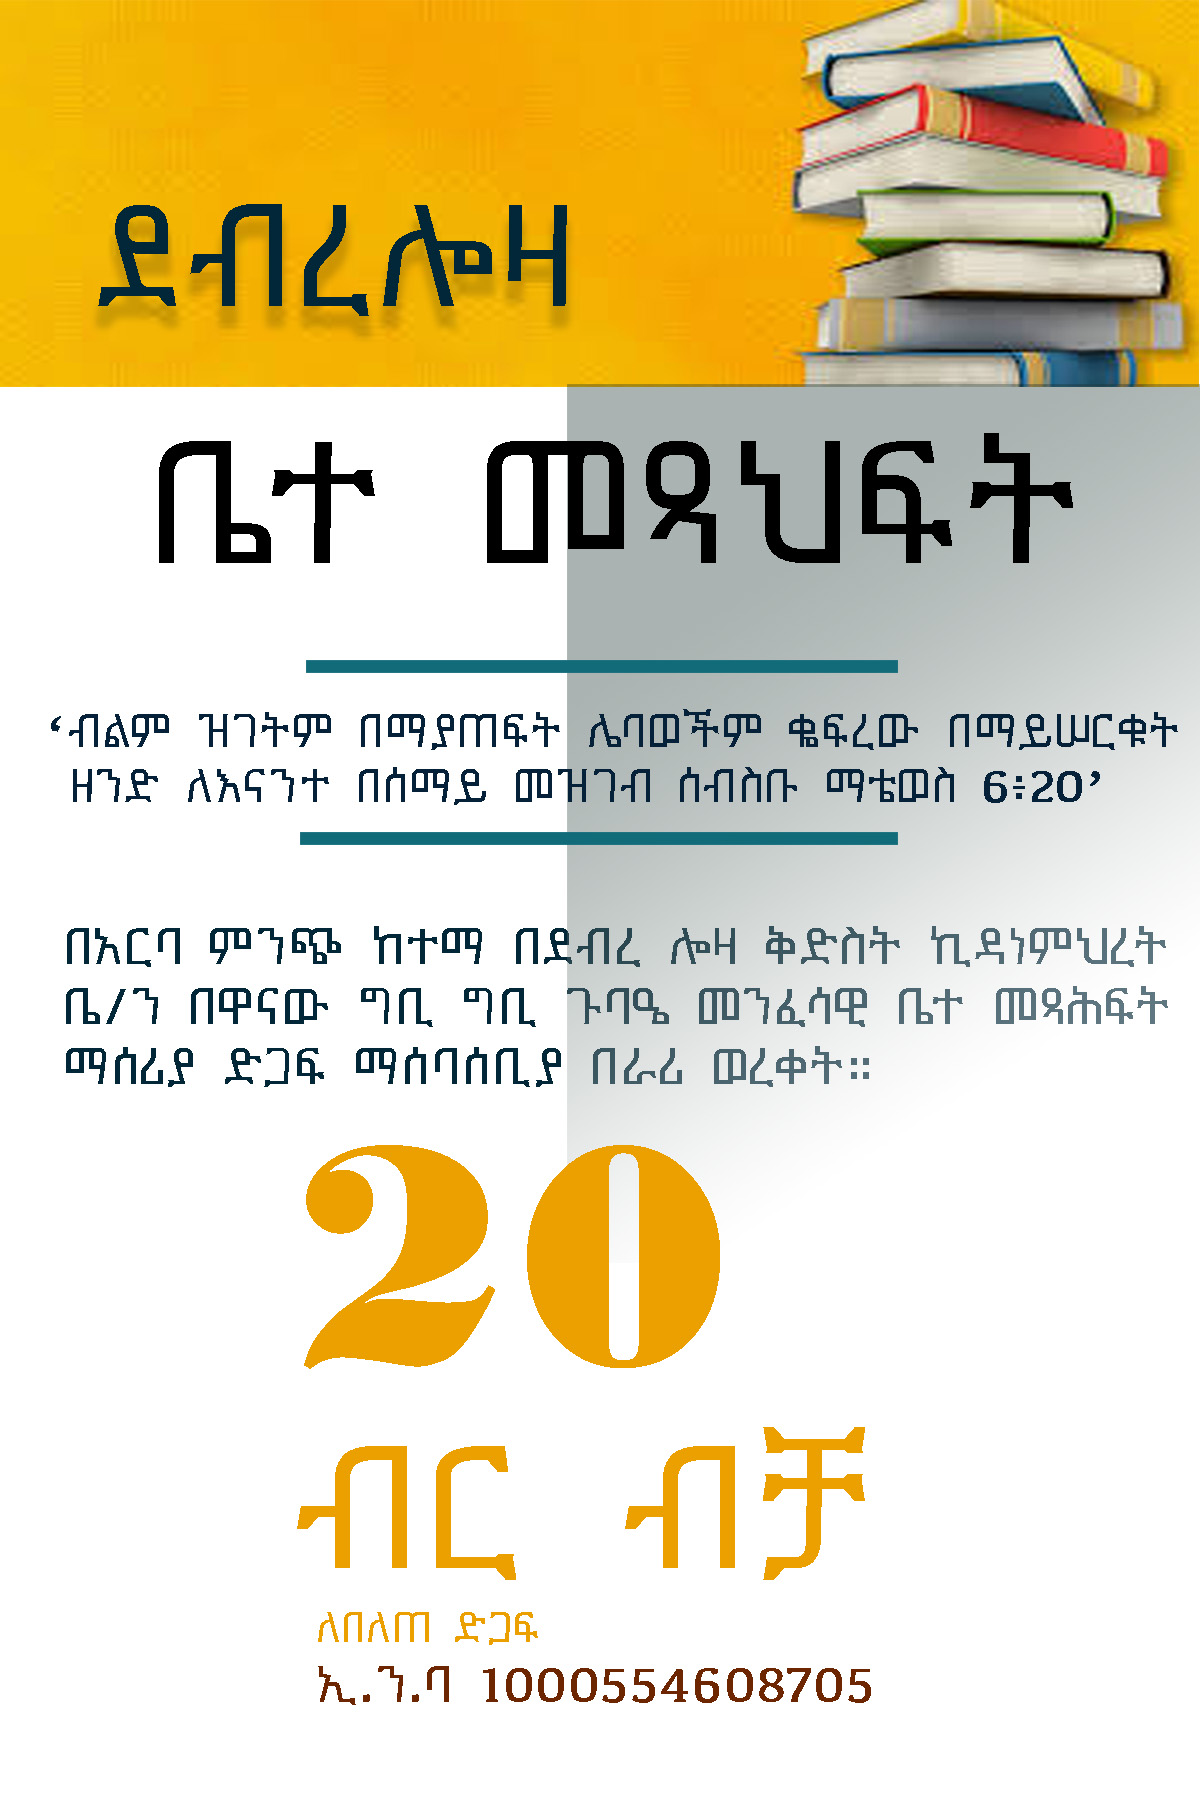 ደብረሎዛ
ቤተ መጻህፍት
‘ብልም ዝገትም በማያጠፍት ሌባወችም ቈፍረው በማይሠርቁት
ዘንድ ለእናንተ በሰማይ መዝገብ ሰብስቡ ማቴወስ 6፥20’
በአርባ ምንጭ ከተማ በደብረ ሎዛ ቅድስት ኪዳነምህረት
ቤ/ን በዋናው ግቢ ግቢ ጉባዔ መንፈሳዊ ቤተ መጻሕፍት
ማሰሪያ ድጋፍ ማሰባሰቢያ በራሪ ወረቀት።
20
ብር ብቻ
ለበለጠ ድጋፍ
ኢ.ን.ባ 1000554608705